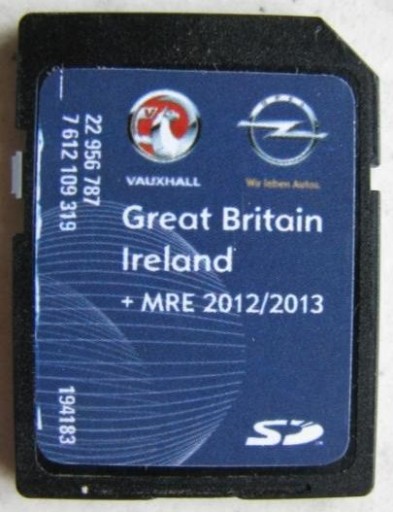 VAUXHALL
OPEL
Wir leben Autos.
Great Britain
Ireland
+ MRE 2012/2013
22 956 787
7 612 109 319
194183
SD